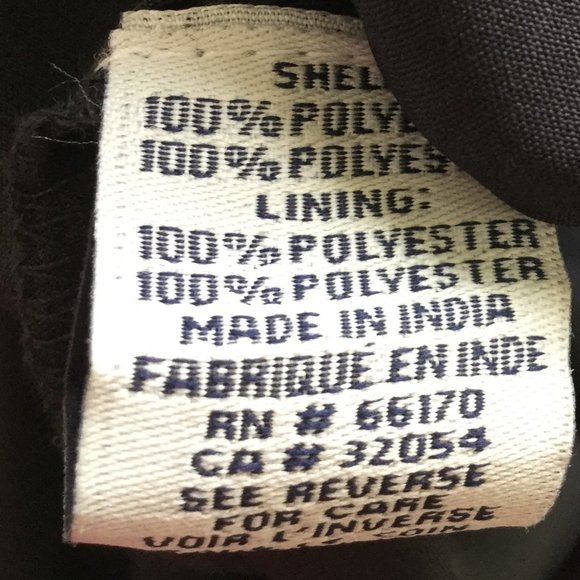 SHEL
100% POLYE
100% POLYES
LINING:
100% POLYESTER
100% POLYESTER
MADE IN INDIA
FABRIQUÉ EN INDE
RN # 66170
CA # 32054
SEE REVERSE
FOR CARE
VOIR L'INVERSE